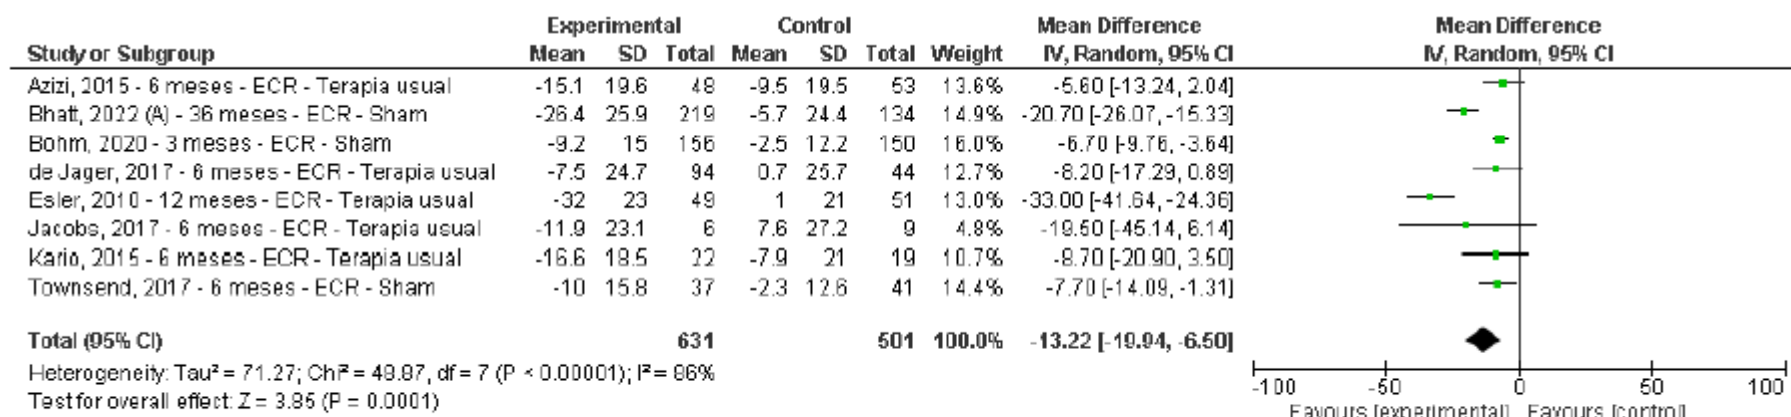 Experimental Control Mean Difference Mean Difference
Study or Subgroup Mean SD Total Mean SD Total Weight IV, Random, 95% CI IV, Random, 95% CI
Azizi, 2015 - 6 meses - ECR - Terapia usual -15.1 19.6 48 -9.5 19.5 53 13.6% -5.60 [-13.24, 2.04]
Bhatt, 2022 (A) - 36 meses - ECR - Sham -26.4 25.9 219 -5.7 24.4 134 14.9% -20.70 [-26.07, -15.33]
Bohm, 2020 - 3 meses - ECR - Sham -9.2 15 156 -2.5 12.2 150 16.0% -6.70 [-9.76, -3.64]
de Jager, 2017 - 6 meses - ECR - Terapia usual -7.5 24.7 94 0.7 25.7 44 12.7% -8.20 [-17.29, 0.89]
Esler, 2010 - 12 meses - ECR - Terapia usual -32 23 49 1 21 51 13.0% -33.00 [-41.64, -24.36]
Jacobs, 2017 - 6 meses - ECR - Terapia usual -11.9 23.1 6 7.6 27.2 9 4.8% -19.50 [-45.14, 6.14]
Kario, 2015 - 6 meses - ECR - Terapia usual -16.6 18.5 22 -7.9 21 19 10.7% -8.70 [-20.90, 3.50]
Townsend, 2017 - 6 meses - ECR - Sham -10 15.8 37 -2.3 12.6 41 14.4% -7.70 [-14.09, -1.31]
Total (95% CI) 631 501 100.0% -13.22 [-19.94, -6.50]
Heterogeneity: Tau² = 71.27; Chi² = 48.87, df = 7 (P < 0.00001); I² = 86%
Test for overall effect: Z = 3.85 (P = 0.0001)
-100 -50 0 50 100
Favours [experimental] Favours [control]